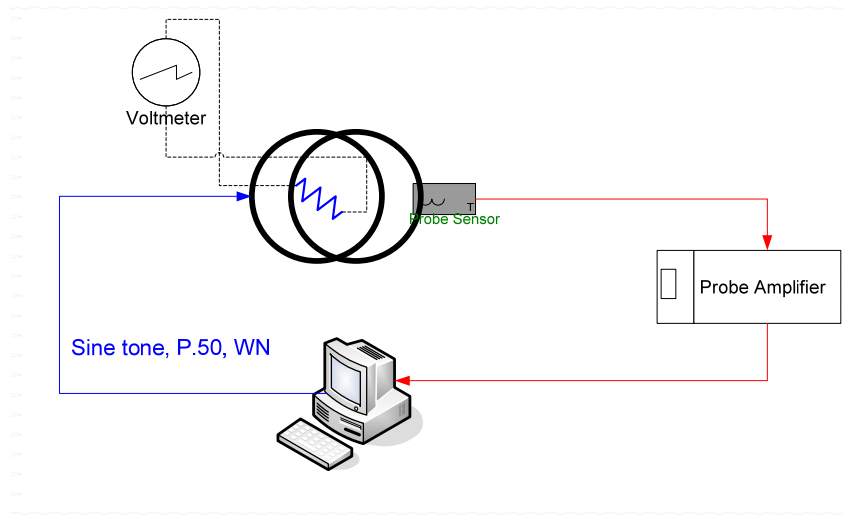 Voltmeter
T
Probe Sensor
Probe Amplifier
Sine tone, P.50, WN